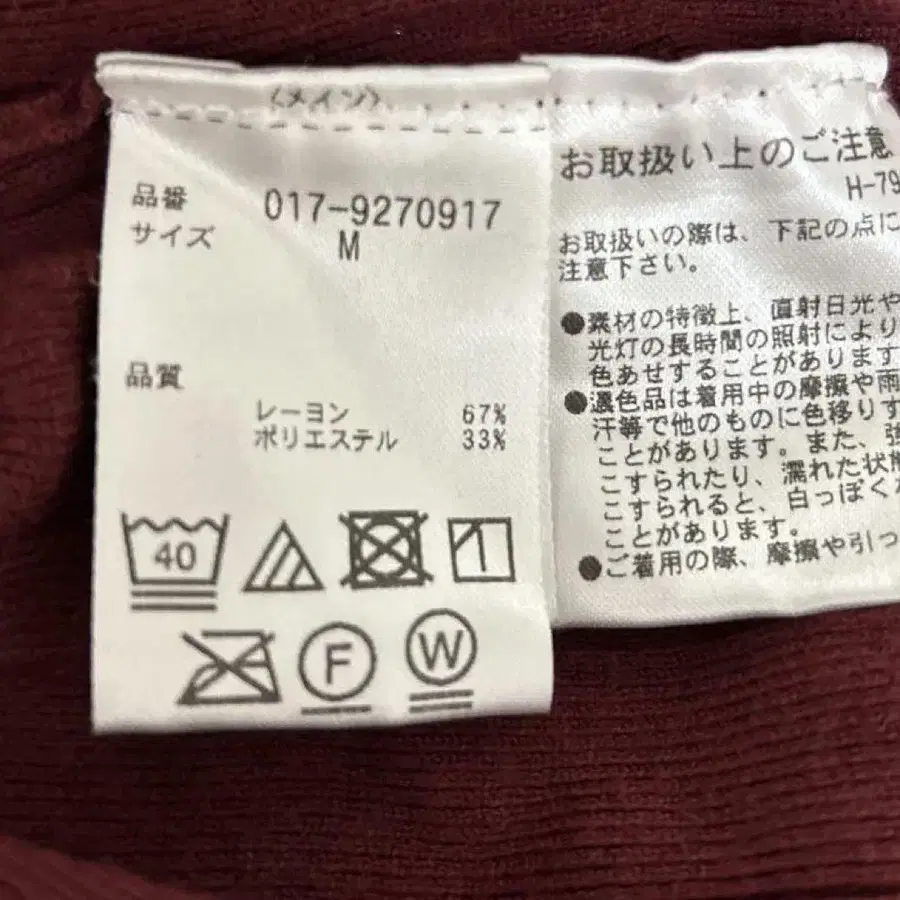 〈メイン〉
品番 017-9270917
サイズ M
品質
レーヨン 67%
ポリエステル 33%
40
F
W
お取扱い上のご注意
H-79
お取扱いの際は、下記の点に
注意下さい。
●素材の特徴上、直射日光や
光灯の長時間の照射により
色あせすることがあります
●濃色品は着用中の摩擦や雨
汗等で他のものに色移りす
ことがあります。また、強
こすられたり、濡れた状態
こすられると、白っぽく
ことがあります。
●ご着用の際、摩擦や引っ